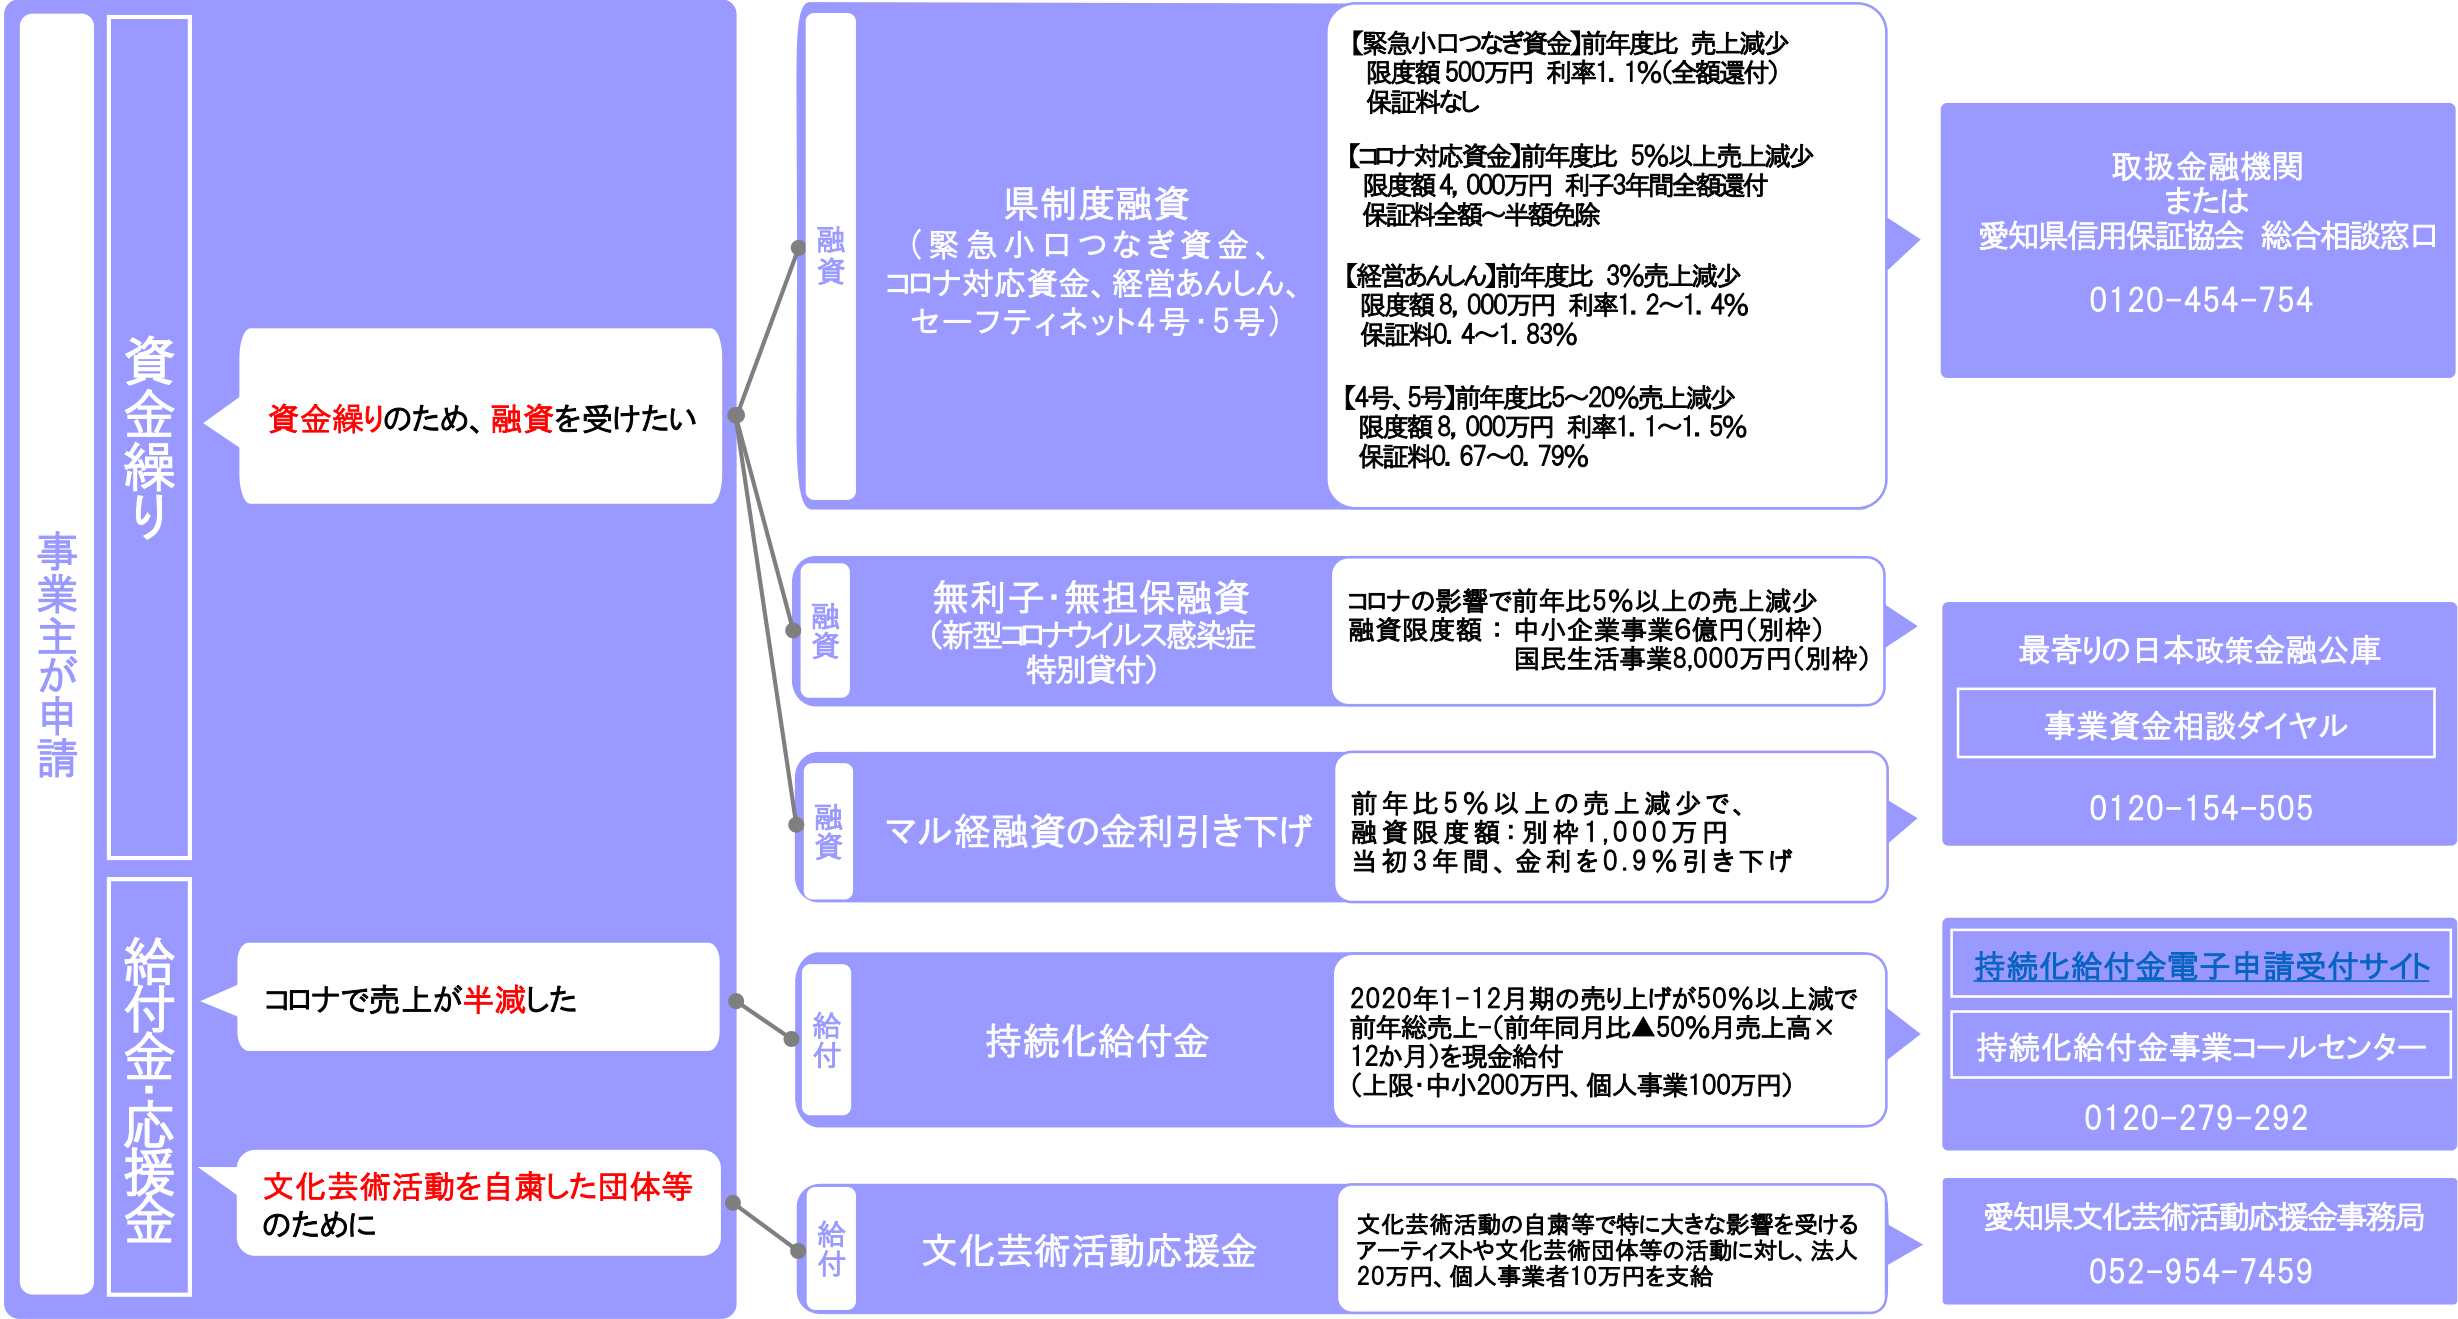 事業主が申請
資金繰り
資金繰りのため、融資を受けたい
融資
県制度融資
（緊急小口つなぎ資金、
コロナ対応資金、経営あんしん、
セーフティネット4号・5号）
【緊急小口つなぎ資金】前年度比 売上減少
限度額500万円 利率1．1％（全額還付）
保証料なし
【コロナ対応資金】前年度比 5％以上売上減少
限度額4，000万円 利子3年間全額還付
保証料全額～半額免除
【経営あんしん】前年度比 3％売上減少
限度額8，000万円 利率1．2～1．4％
保証料0．4～1．83％
【4号、5号】前年度比5～20％売上減少
限度額8，000万円 利率1．1～1．5％
保証料0．67～0．79％
取扱金融機関
または
愛知県信用保証協会 総合相談窓口
0120-454-754
融資
無利子・無担保融資
（新型コロナウイルス感染症
特別貸付）
コロナの影響で前年比5％以上の売上減少
融資限度額：中小企業事業6億円（別枠）
国民生活事業8,000万円（別枠）
融資
マル経融資の金利引き下げ
前年比5％以上の売上減少で、
融資限度額：別枠1,000万円
当初3年間、金利を0.9％引き下げ
最寄りの日本政策金融公庫
事業資金相談ダイヤル
0120-154-505
給付金・応援金
コロナで売上が半減した
給付
持続化給付金
2020年1-12月期の売り上げが50％以上減で
前年総売上-（前年同月比▲50％月売上高×
12か月）を現金給付
（上限・中小200万円、個人事業100万円）
持続化給付金電子申請受付サイト
持続化給付金事業コールセンター
0120-279-292
文化芸術活動を自粛した団体等
のために
給付
文化芸術活動応援金
文化芸術活動の自粛等で特に大きな影響を受ける
アーティストや文化芸術団体等の活動に対し、法人
20万円、個人事業者10万円を支給
愛知県文化芸術活動応援金事務局
052-954-7459